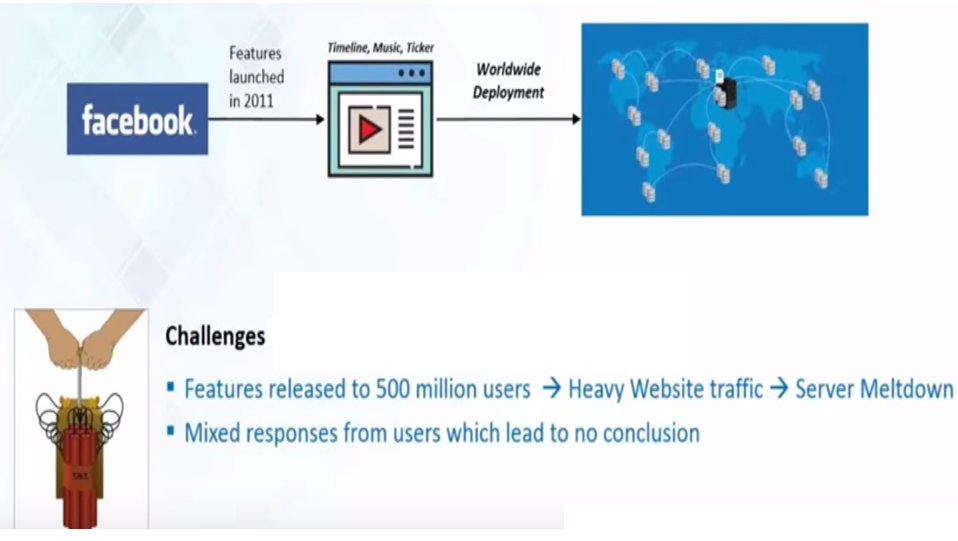 facebook
Features
launched
in 2011
Timeline, Music, Ticker
Worldwide
Deployment
T.N.T.
Challenges
▪ Features released to 500 million users → Heavy Website traffic → Server Meltdown
▪ Mixed responses from users which lead to no conclusion